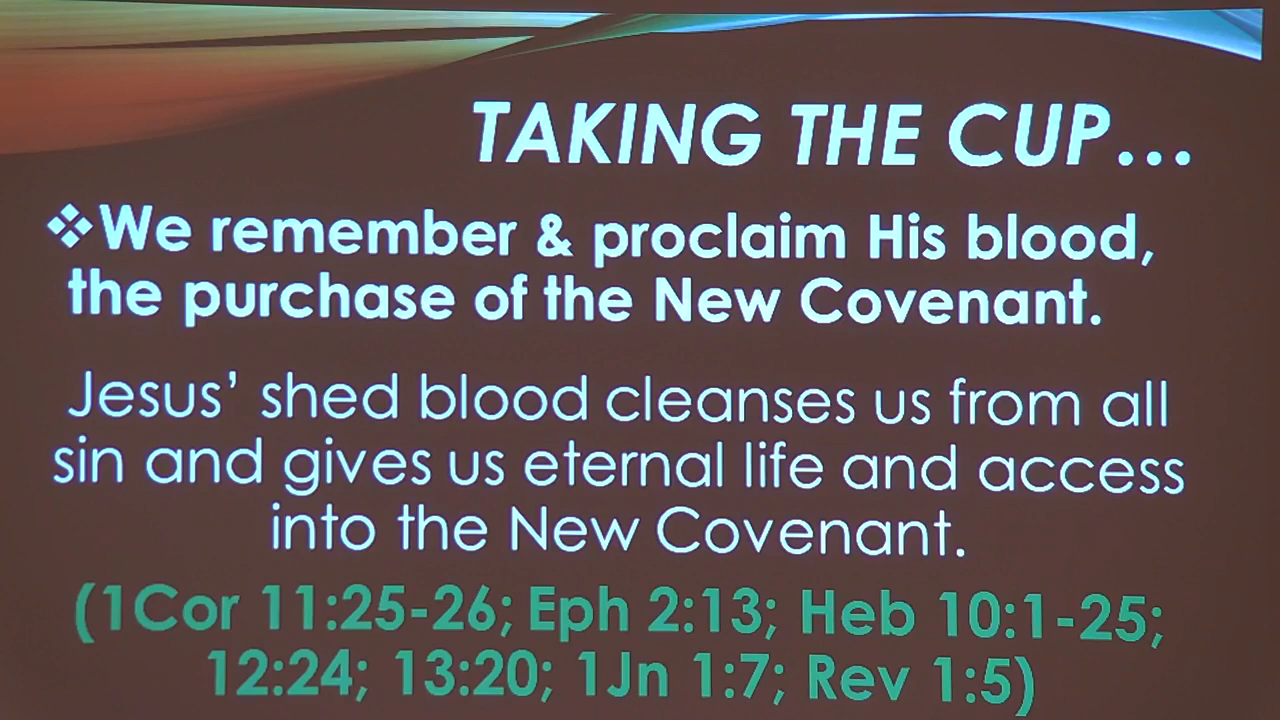 TAKING THE CUP...
❖We remember & proclaim His blood,
the purchase of the New Covenant.
Jesus’ shed blood cleanses us from all
sin and gives us eternal life and access
into the New Covenant.
(1Cor 11:25-26; Eph 2:13; Heb 10:1-25;
12:24; 13:20; 1Jn 1:7; Rev 1:5)